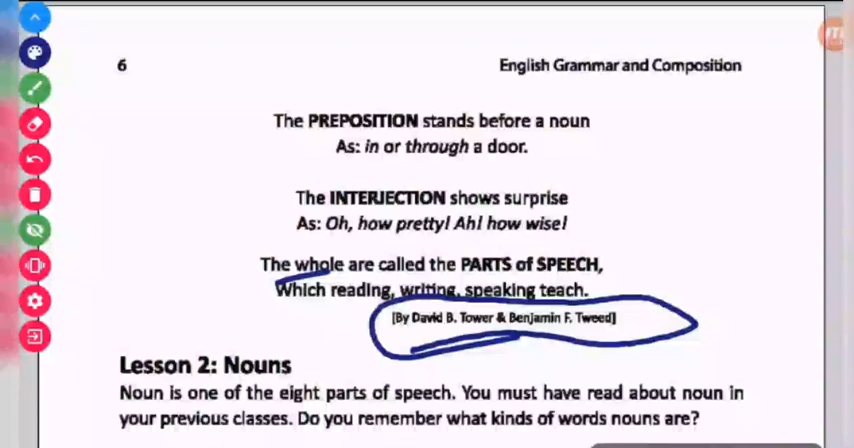 6
English Grammar and Composition
The PREPOSITION stands before a noun
As: in or through a door.
The INTERJECTION shows surprise
As: Oh, how pretty! Ah! how wise!
The whole are called the PARTS of SPEECH,
Which reading, writing, speaking teach.
[By David B. Tower & Benjamin F. Tweed]
Lesson 2: Nouns
Noun is one of the eight parts of speech. You must have read about noun in
your previous classes. Do you remember what kinds of words nouns are?